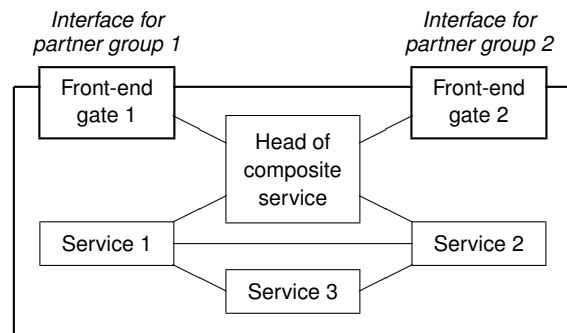 Interface for
partner group 1
Interface for
partner group 2
Front-end
gate 1
Front-end
gate 2
Head of
composite
service
Service 1
Service 2
Service 3